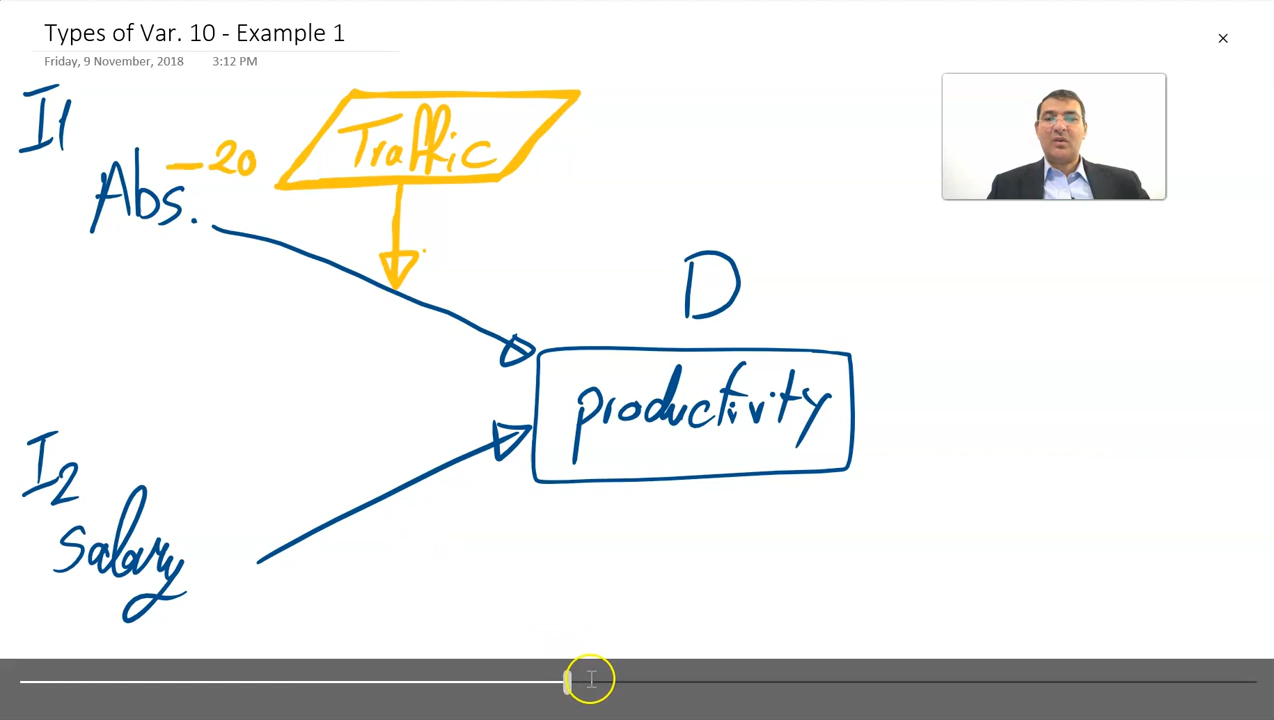 Types of Var. 10 - Example 1
Friday, 9 November, 2018 3:12 PM
I1
Traffic
-20
Abs.
D
productivity
I2
Salary